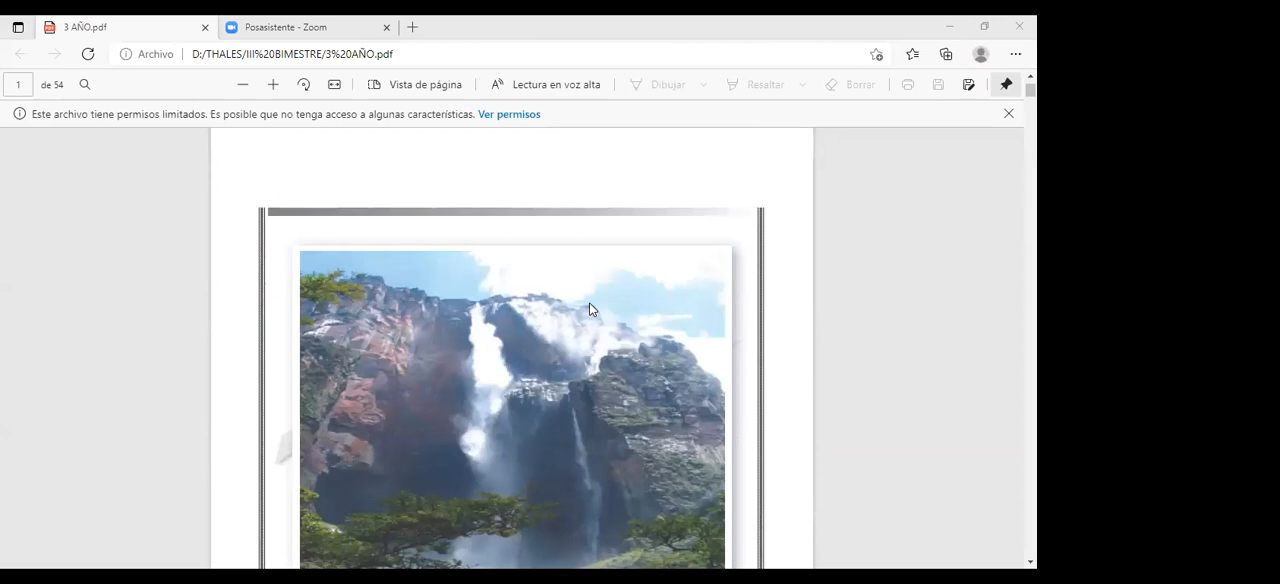 3 AÑO.pdf
Posasistente - Zoom
Archivo
D:/THALES/III%20BIMESTRE/3%20AÑO.pdf
1 de 54
Vista de página
Lectura en voz alta
Dibujar
Resaltar
Borrar
Este archivo tiene permisos limitados. Es posible que no tenga acceso a algunas características. Ver permisos